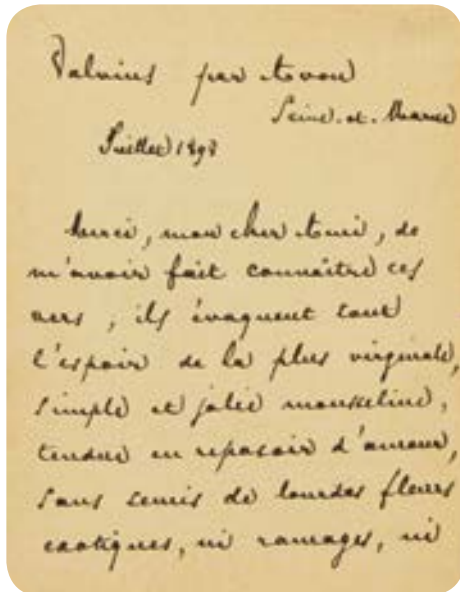 Valvins par Avon
Seine-et-Marne
Juillet
Merci, mon cher Ami, de
m'avoir fait connaître ces
vers ; ils évoquent tout
l'espoir de la plus virginale,
simple et jolie mousseline,
tendue en reposoir d'amour,
sans semis de lourdes fleurs
exotiques, ni ramages, ni